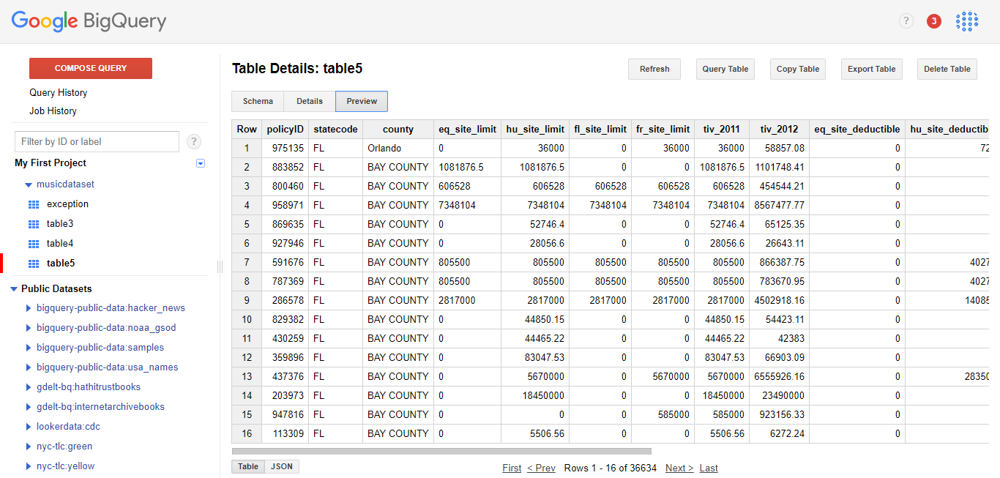 Google BigQuery
? 3
COMPOSE QUERY
Query History
Job History
Filter by ID or label ?
My First Project
musicdataset
exception
table3
table4
table5
Public Datasets
bigquery-public-data:hacker_news
bigquery-public-data:noaa_gsod
bigquery-public-data:samples
bigquery-public-data:usa_names
gdelt-bq:hathitrustbooks
gdelt-bq:internetarchivebooks
lookerdata:cdc
nyc-tlc:green
nyc-tlc:yellow
Table Details: table5 Refresh Query Table Copy Table Export Table Delete Table
Schema Details Preview
Row policyID statecode county eq_site_limit hu_site_limit fl_site_limit fr_site_limit tiv_2011 tiv_2012 eq_site_deductible hu_site_deductib
1 975135 FL Orlando 0 36000 0 36000 36000 58857.08 0 72
2 883852 FL BAY COUNTY 1081876.5 1081876.5 0 0 1081876.5 1101748.41 0
3 800460 FL BAY COUNTY 606528 606528 606528 606528 606528 454544.21 0
4 958971 FL BAY COUNTY 7348104 7348104 7348104 7348104 7348104 8567477.77 0
5 869635 FL BAY COUNTY 0 52746.4 0 0 52746.4 65125.35 0
6 927946 FL BAY COUNTY 0 28056.6 0 0 28056.6 26643.11 0
7 591676 FL BAY COUNTY 805500 805500 805500 805500 805500 866387.75 0 4027
8 787369 FL BAY COUNTY 805500 805500 805500 805500 805500 783670.95 0 4027
9 286578 FL BAY COUNTY 2817000 2817000 2817000 2817000 2817000 4502918.16 0 14085
10 829382 FL BAY COUNTY 0 44850.15 0 0 44850.15 54423.11 0
11 430259 FL BAY COUNTY 0 44465.22 0 0 44465.22 42383 0
12 359896 FL BAY COUNTY 0 83047.53 0 0 83047.53 66903.09 0
13 437376 FL BAY COUNTY 0 5670000 0 5670000 5670000 6555926.16 0 28350
14 203973 FL BAY COUNTY 0 18450000 0 0 18450000 23490000 0
15 947816 FL BAY COUNTY 0 0 0 585000 585000 923156.33 0
16 113309 FL BAY COUNTY 0 5506.56 0 0 5506.56 6272.24 0
Table JSON First < Prev Rows 1 - 16 of 36634 Next > Last